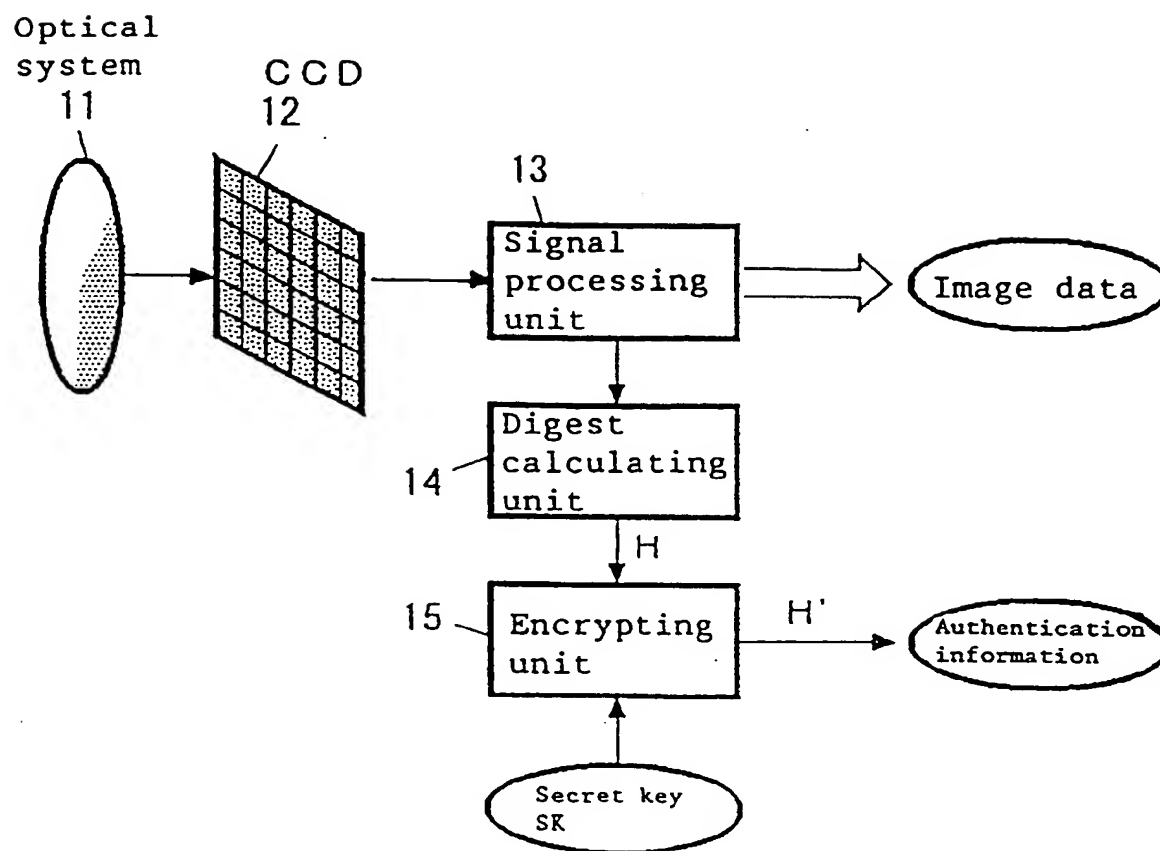 Optical
system
11
CCD
12
13
Signal
processing
unit
Image data
Digest
calculating
unit
14
H
15
Encrypting
unit
H'
Authentication
information
Secret key
SK